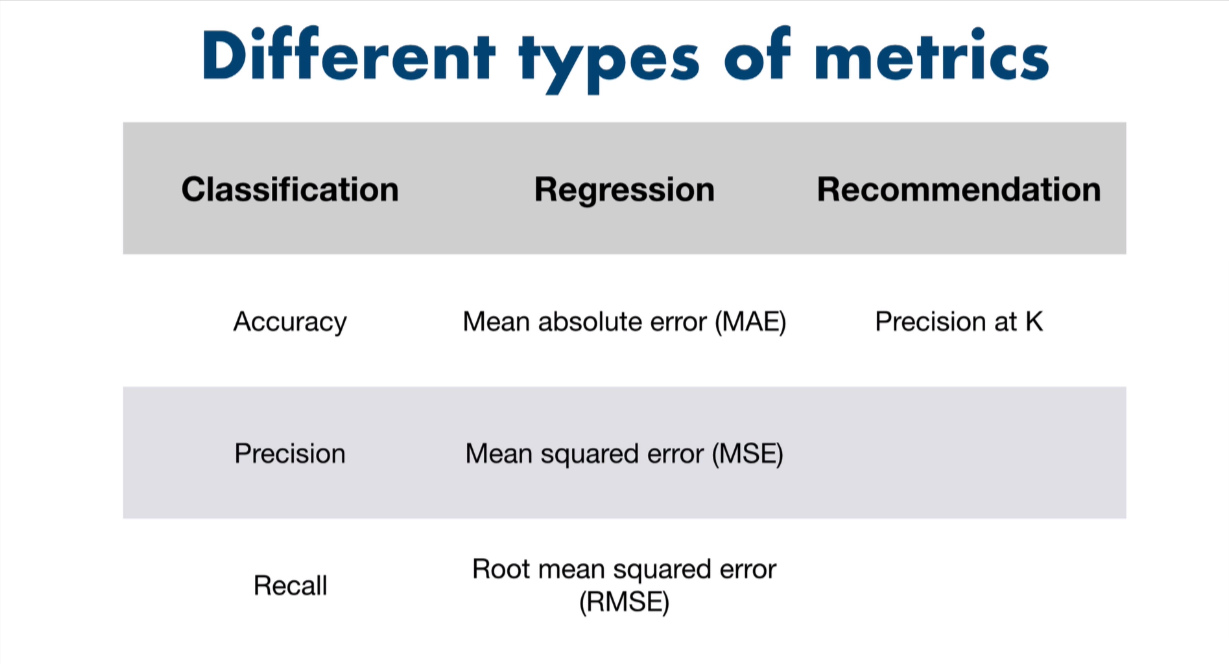 Different types of metrics
Classification Regression Recommendation
Accuracy Mean absolute error (MAE) Precision at K
Precision Mean squared error (MSE)
Recall Root mean squared error
(RMSE)